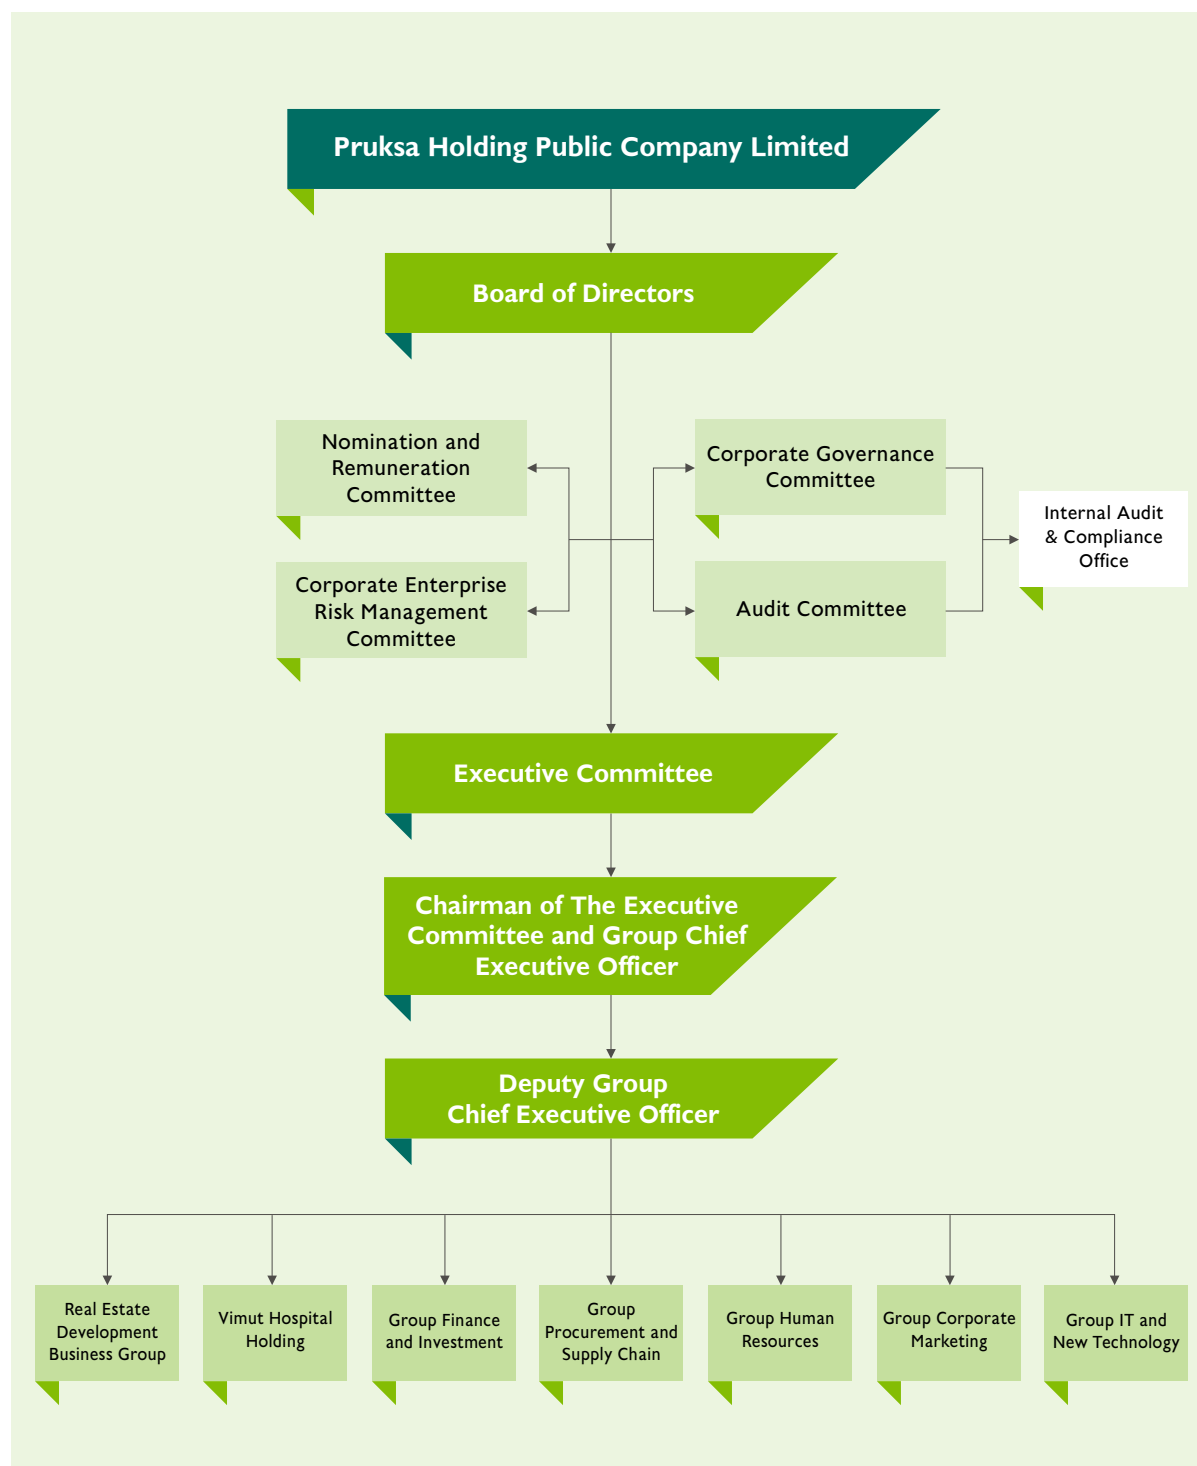 Pruksa Holding Public Company Limited
Board of Directors
Nomination and
Remuneration
Committee
Corporate Governance
Committee
Internal Audit
& Compliance
Office
Corporate Enterprise
Risk Management
Committee
Audit Committee
Executive Committee
Chairman of The Executive
Committee and Group Chief
Executive Officer
Deputy Group
Chief Executive Officer
Real Estate
Development
Business Group
Vimut Hospital
Holding
Group Finance
and Investment
Group
Procurement and
Supply Chain
Group Human
Resources
Group Corporate
Marketing
Group IT and
New Technology